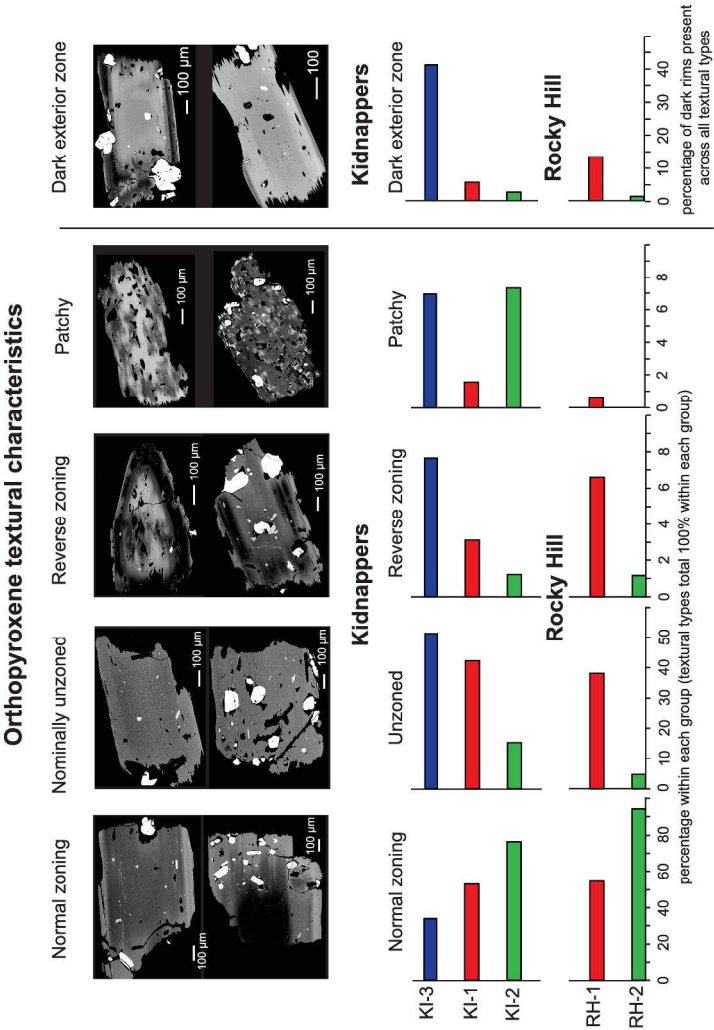 Orthopyroxene textural characteristics
Normal zoning
Nominally unzoned
Reverse zoning
Patchy
Dark exterior zone
100 µm
100 µm
100 µm
100 µm
100 µm
100 µm
100 µm
100 µm
100 µm
100
Kidnappers
Kidnappers
Normal zoning
Unzoned
Reverse zoning
Patchy
Dark exterior zone
KI-3
KI-1
KI-2
Rocky Hill
Rocky Hill
RH-1
RH-2
0 20 40 60 80
0 10 20 30 40 50
0 2 4 6 8
0 2 4 6 8
0 10 20 30 40
percentage within each group (textural types total 100% within each group)
percentage of dark rims present
across all textural types